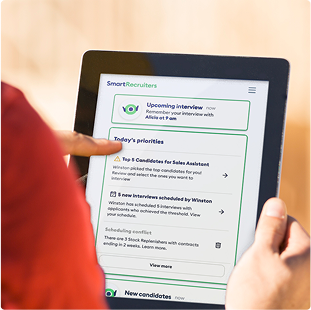 SmartRecruiters
Upcoming interview now
Remember your interview with
Alicia at 9 am
Today's priorities
Top 5 Candidates for Sales Assistant
Winston picked the top candidates for you!
Review and select the ones you want to
interview
5 new interviews scheduled by Winston
Winston has scheduled 5 interviews with
applicants who achieved the threshold. View
your schedule.
Scheduling conflict
There are 3 Stock Replenishers with contracts
ending in 2 weeks. Learn more.
View more
New candidates now